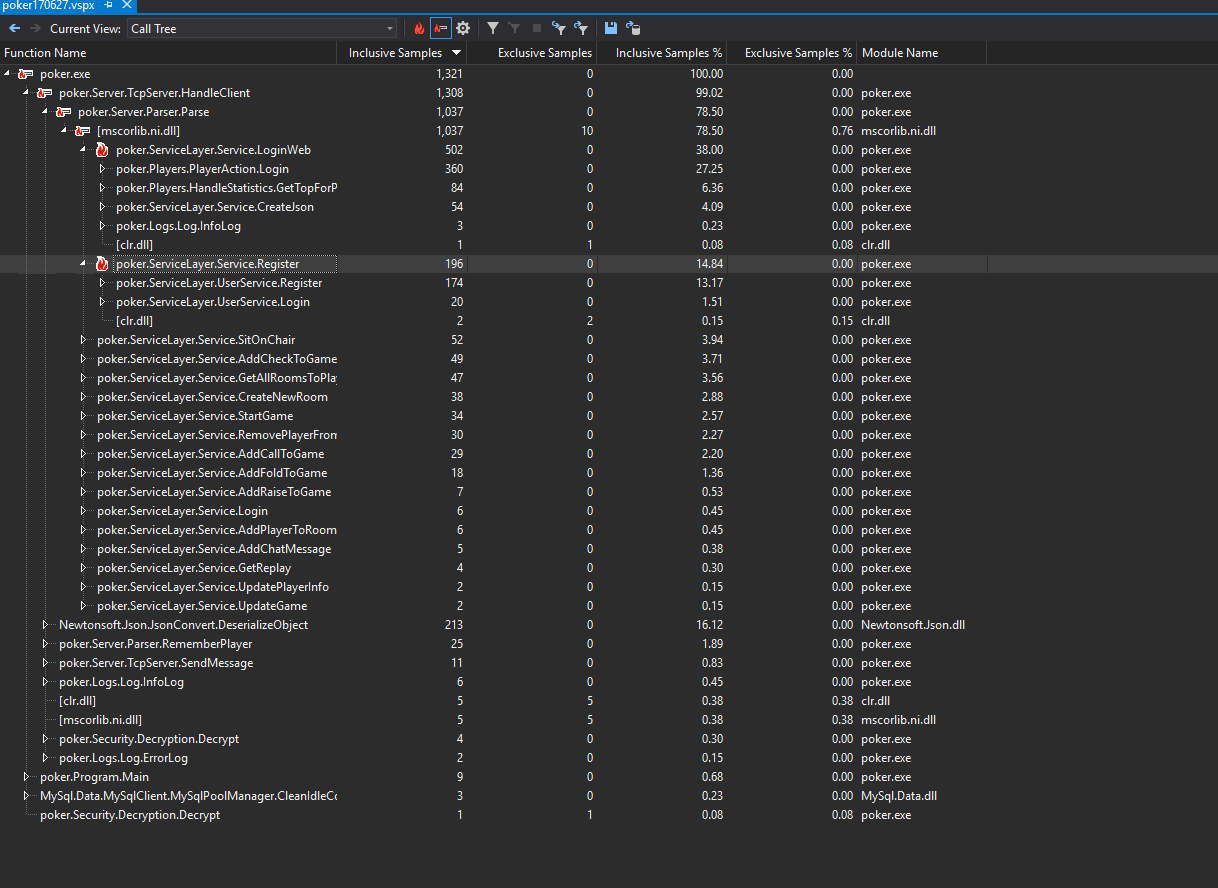 poker170627.vspx
Current View: Call Tree
Function Name Inclusive Samples Exclusive Samples Inclusive Samples % Exclusive Samples % Module Name
poker.exe 1,321 0 100.00 0.00
poker.Server.TcpServer.HandleClient 1,308 0 99.02 0.00 poker.exe
poker.Server.Parser.Parse 1,037 0 78.50 0.00 poker.exe
[mscorlib.ni.dll] 1,037 10 78.50 0.76 mscorlib.ni.dll
poker.ServiceLayer.Service.LoginWeb 502 0 38.00 0.00 poker.exe
poker.Players.PlayerAction.Login 360 0 27.25 0.00 poker.exe
poker.Players.HandleStatistics.GetTopForP 84 0 6.36 0.00 poker.exe
poker.ServiceLayer.Service.CreateJson 54 0 4.09 0.00 poker.exe
poker.Logs.Log.InfoLog 3 0 0.23 0.00 poker.exe
[clr.dll] 1 1 0.08 0.08 clr.dll
poker.ServiceLayer.Service.Register 196 0 14.84 0.00 poker.exe
poker.ServiceLayer.UserService.Register 174 0 13.17 0.00 poker.exe
poker.ServiceLayer.UserService.Login 20 0 1.51 0.00 poker.exe
[clr.dll] 2 2 0.15 0.15 clr.dll
poker.ServiceLayer.Service.SitOnChair 52 0 3.94 0.00 poker.exe
poker.ServiceLayer.Service.AddCheckToGame 49 0 3.71 0.00 poker.exe
poker.ServiceLayer.Service.GetAllRoomsToPla 47 0 3.56 0.00 poker.exe
poker.ServiceLayer.Service.CreateNewRoom 38 0 2.88 0.00 poker.exe
poker.ServiceLayer.Service.StartGame 34 0 2.57 0.00 poker.exe
poker.ServiceLayer.Service.RemovePlayerFrom 30 0 2.27 0.00 poker.exe
poker.ServiceLayer.Service.AddCallToGame 29 0 2.20 0.00 poker.exe
poker.ServiceLayer.Service.AddFoldToGame 18 0 1.36 0.00 poker.exe
poker.ServiceLayer.Service.AddRaiseToGame 7 0 0.53 0.00 poker.exe
poker.ServiceLayer.Service.Login 6 0 0.45 0.00 poker.exe
poker.ServiceLayer.Service.AddPlayerToRoom 6 0 0.45 0.00 poker.exe
poker.ServiceLayer.Service.AddChatMessage 5 0 0.38 0.00 poker.exe
poker.ServiceLayer.Service.GetReplay 4 0 0.30 0.00 poker.exe
poker.ServiceLayer.Service.UpdatePlayerInfo 2 0 0.15 0.00 poker.exe
poker.ServiceLayer.Service.UpdateGame 2 0 0.15 0.00 poker.exe
Newtonsoft.Json.JsonConvert.DeserializeObject 213 0 16.12 0.00 Newtonsoft.Json.dll
poker.Server.Parser.RememberPlayer 25 0 1.89 0.00 poker.exe
poker.Server.TcpServer.SendMessage 11 0 0.83 0.00 poker.exe
poker.Logs.Log.InfoLog 6 0 0.45 0.00 poker.exe
[clr.dll] 5 5 0.38 0.38 clr.dll
[mscorlib.ni.dll] 5 5 0.38 0.38 mscorlib.ni.dll
poker.Security.Decryption.Decrypt 4 0 0.30 0.00 poker.exe
poker.Logs.Log.ErrorLog 2 0 0.15 0.00 poker.exe
poker.Program.Main 9 0 0.68 0.00 poker.exe
MySql.Data.MySqlClient.MySqlPoolManager.CleanIdleCo 3 0 0.23 0.00 MySql.Data.dll
poker.Security.Decryption.Decrypt 1 1 0.08 0.08 poker.exe